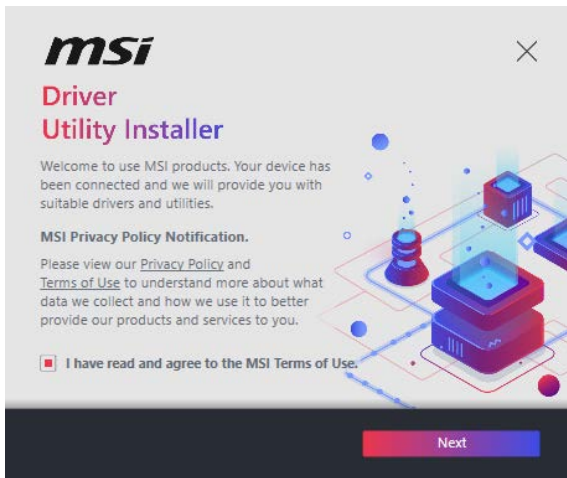 msi
Driver
Utility Installer
Welcome to use MSI products. Your device has
been connected and we will provide you with
suitable drivers and utilities.
MSI Privacy Policy Notification.
Please view our Privacy Policy and
Terms of Use to understand more about what
data we collect and how we use it to better
provide our products and services to you.
I have read and agree to the MSI Terms of Use.
Next